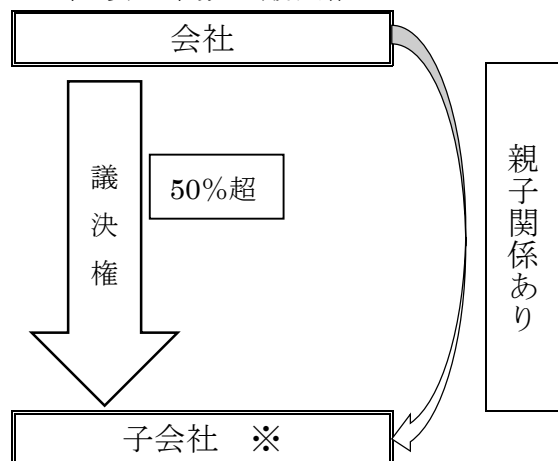 会社
議決権
50％超
親子関係あり
子会社　※